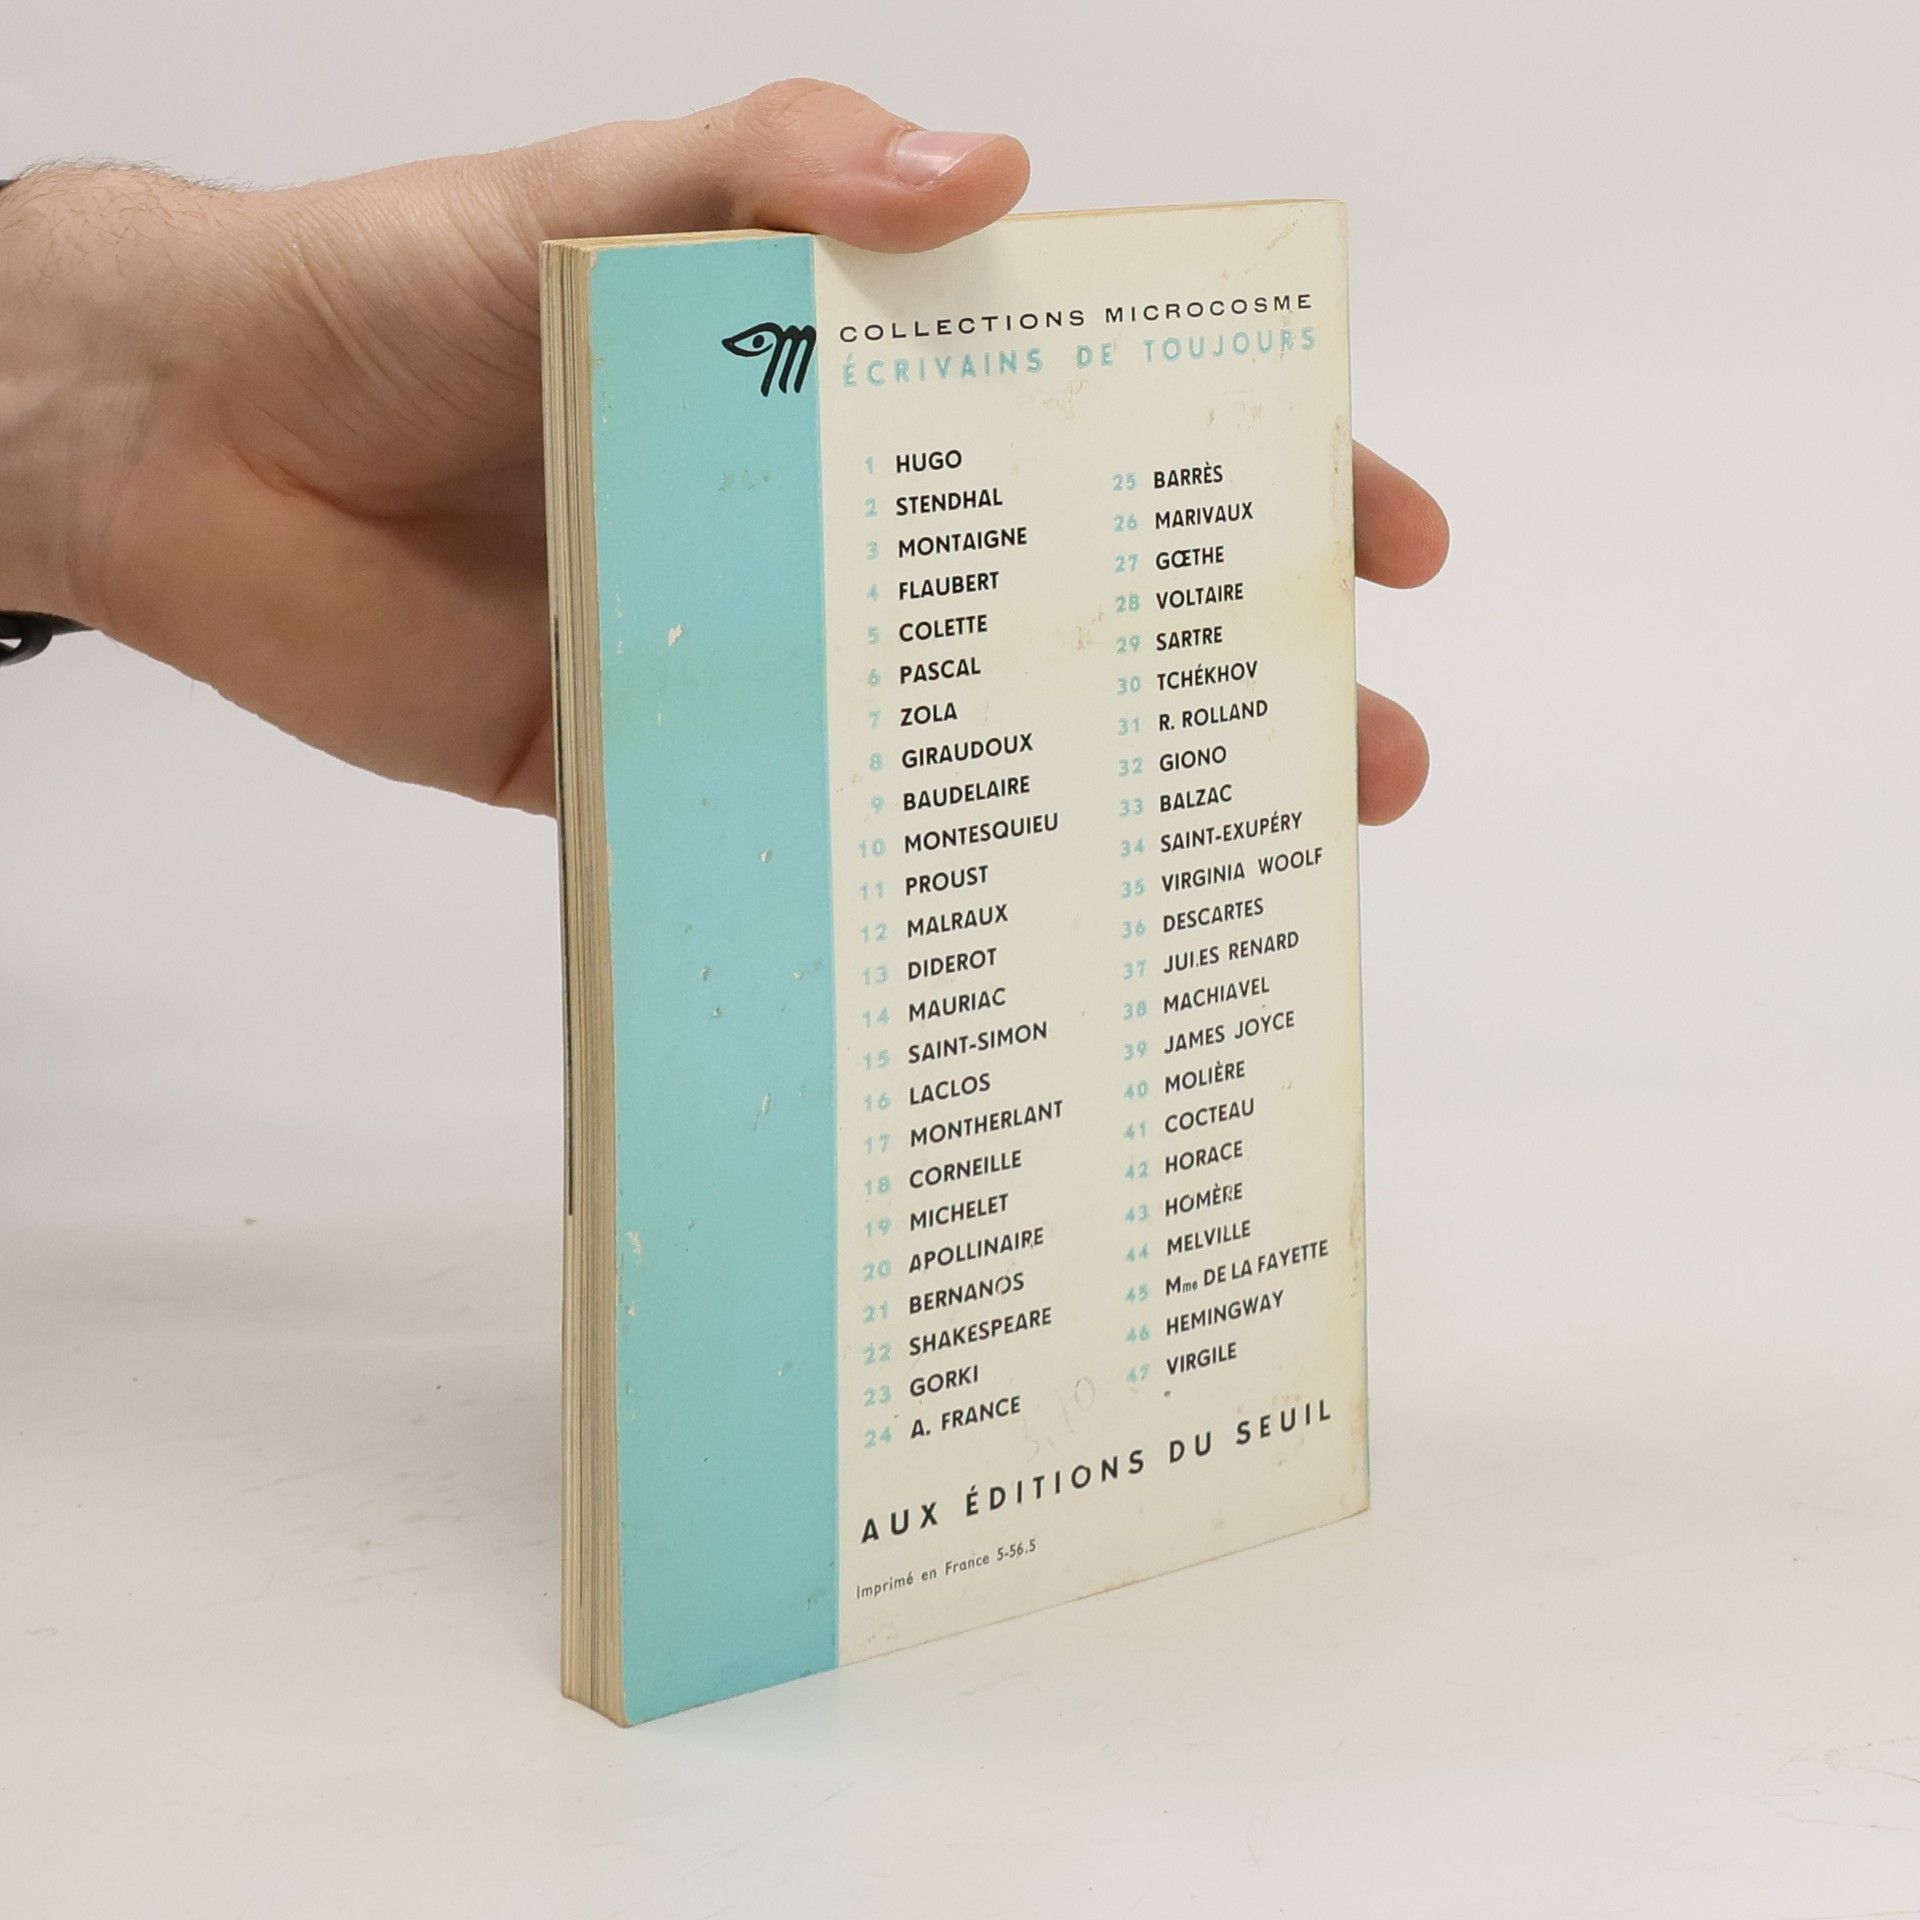 COLLECTIONS MICROCOSME
ÉCRIVAINS DE TOUJOURS
1 HUGO
2 STENDHAL
3 MONTAIGNE
4 FLAUBERT
5 COLETTE
6 PASCAL
7 ZOLA
8 GIRAUDOUX
9 BAUDELAIRE
10 MONTESQUIEU
11 PROUST
12 MALRAUX
13 DIDEROT
14 MAURIAC
15 SAINT-SIMON
16 LACLOS
17 MONTHERLANT
18 CORNEILLE
19 MICHELET
20 APOLLINAIRE
21 BERNANOS
22 SHAKESPEARE
23 GORKI
24 A. FRANCE
25 BARRÈS
26 MARIVAUX
27 GŒTHE
28 VOLTAIRE
29 SARTRE
30 TCHÉKHOV
31 R. ROLLAND
32 GIONO
33 BALZAC
34 SAINT-EXUPÉRY
35 VIRGINIA WOOLF
36 DESCARTES
37 JULES RENARD
38 MACHIAVEL
39 JAMES JOYCE
40 MOLIÈRE
41 COCTEAU
42 HORACE
43 HOMÈRE
44 MELVILLE
45 Mme DE LA FAYETTE
46 HEMINGWAY
47 VIRGILE
AUX ÉDITIONS DU SEUIL
Imprimé en France 5-56.5